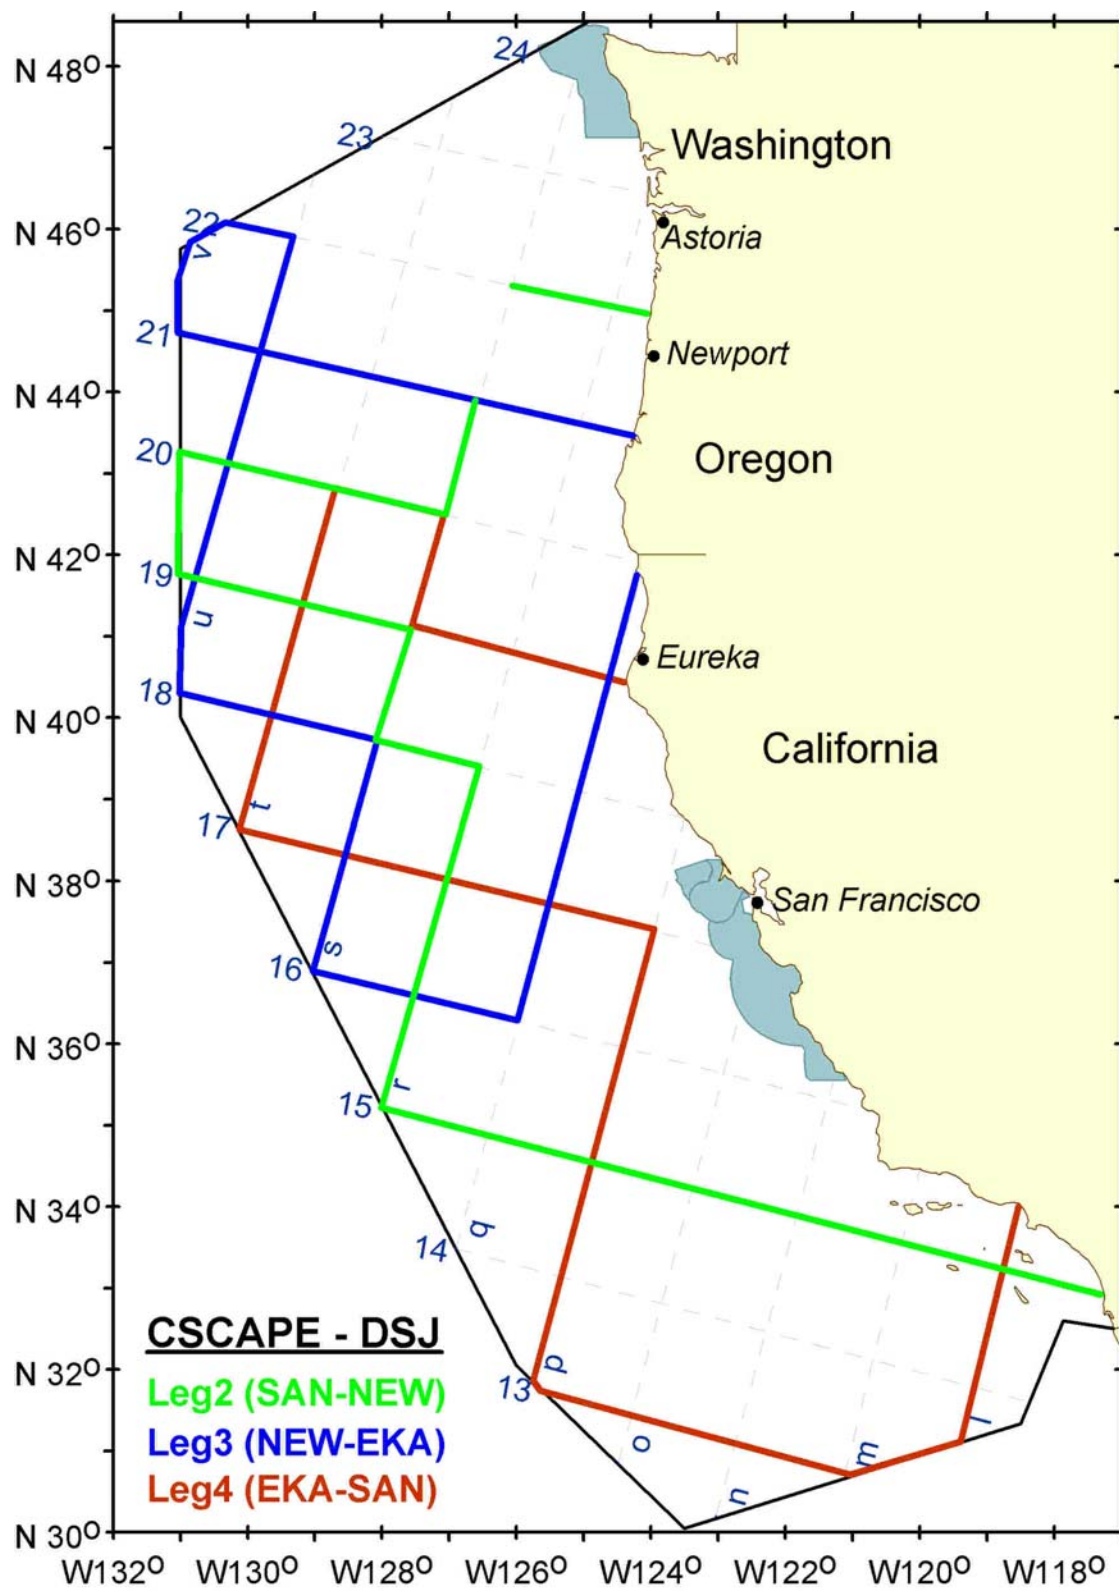 24
N 48°
23
Washington
22
N 46°
Astoria
v
21
Newport
N 44°
20
Oregon
N 42°
19
u
Eureka
18
N 40°
California
t
17
N 38°
San Francisco
s
16
N 36°
r
15
N 34°
q
14
CSCAPE - DSJ
N 32°
p
13
Leg2 (SAN-NEW)
l
o
Leg3 (NEW-EKA)
m
Leg4 (EKA-SAN)
n
N 30°
W132° W130° W128° W126° W124° W122° W120° W118°